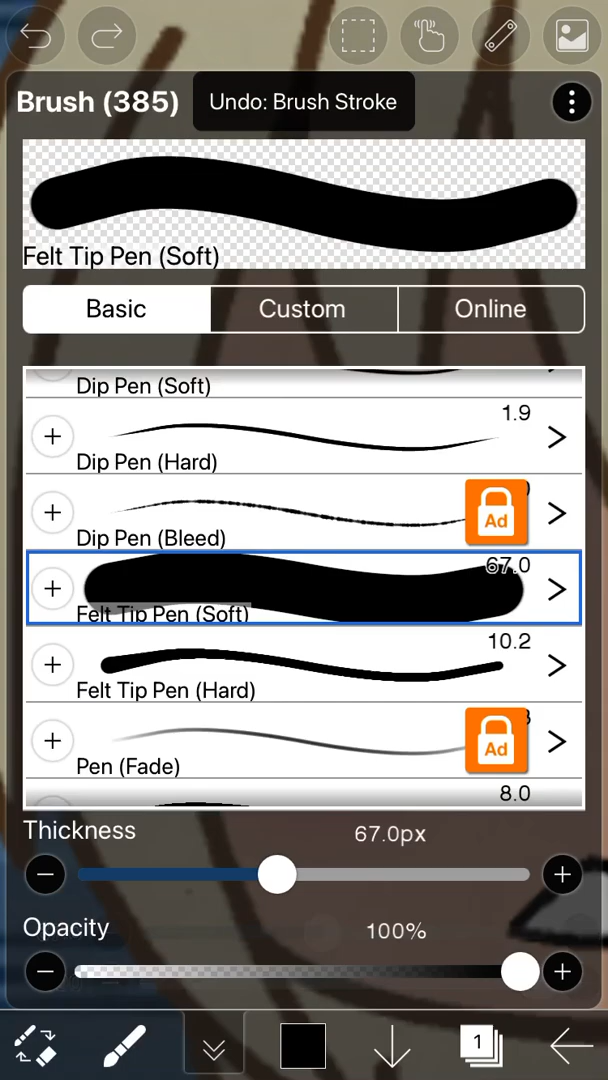 Brush (385)
Undo: Brush Stroke
Felt Tip Pen (Soft)
Basic
Custom
Online
Dip Pen (Soft)
1.9
Dip Pen (Hard)
Ad
Dip Pen (Bleed)
67.0
Felt Tip Pen (Soft)
10.2
Felt Tip Pen (Hard)
Ad
Pen (Fade)
8.0
Thickness
67.0px
Opacity
100%
1